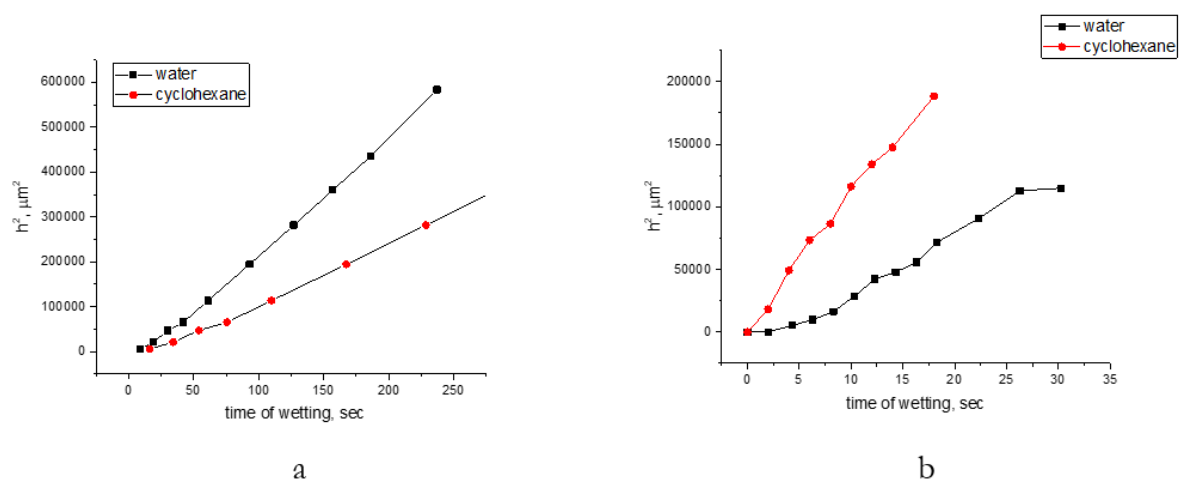 water
cyclohexane
600000
500000
400000
300000
200000
100000
0
h², µm²
0 50 100 150 200 250
time of wetting, sec
a
water
cyclohexane
200000
150000
100000
50000
0
h², µm²
0 5 10 15 20 25 30 35
time of wetting, sec
b